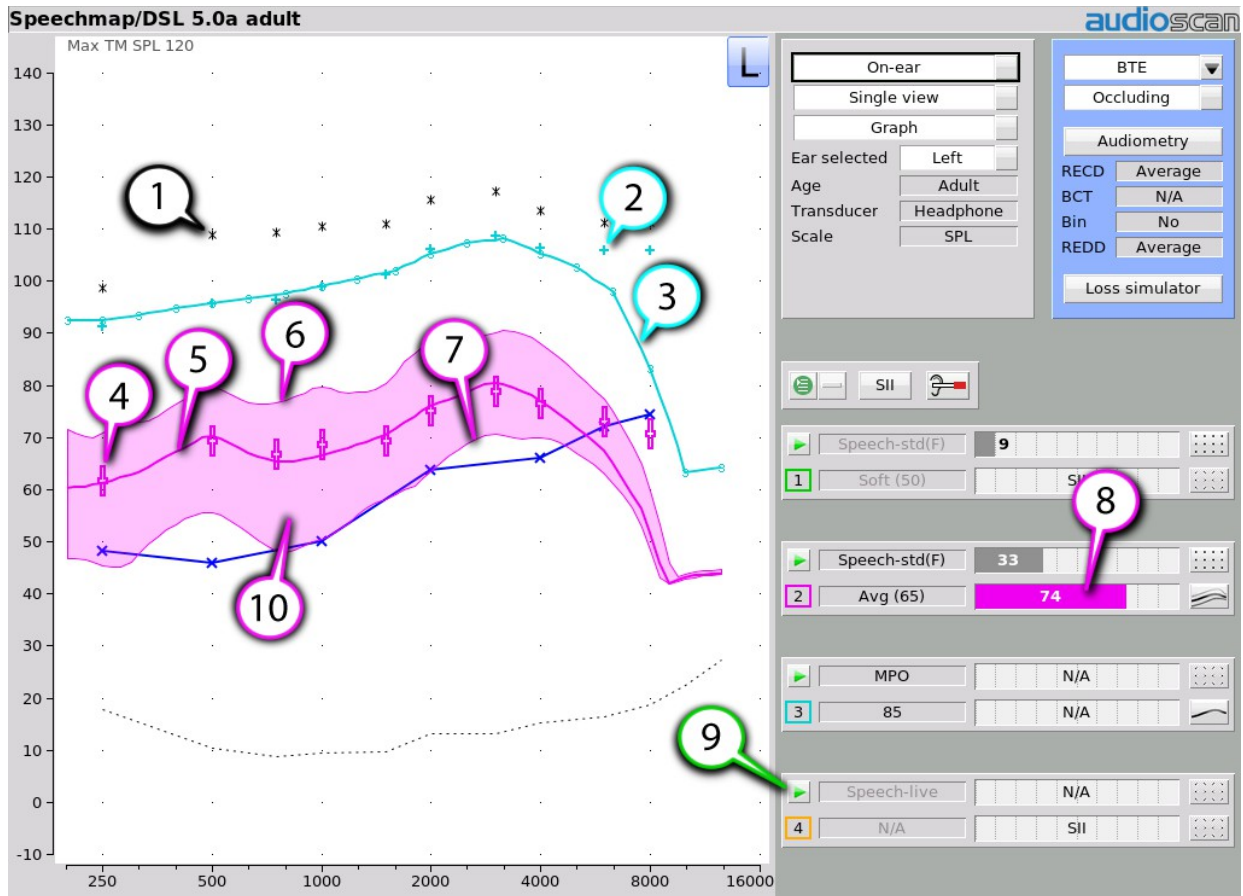 Speechmap/DSL 5.0a adult
audioscan
Max TM SPL 120
L
140
130
120
110
100
90
80
70
60
50
40
30
20
10
0
-10
250 500 1000 2000 4000 8000 16000
1
2
3
4
5
6
7
8
9
10
On-ear
Single view
Graph
Ear selected Left
Age Adult
Transducer Headphone
Scale SPL
BTE
Occluding
Audiometry
RECD Average
BCT N/A
Bin No
REDD Average
Loss simulator
SII
Speech-std(F) 9
1 Soft (50)
Speech-std(F) 33
2 Avg (65) 74
MPO N/A
3 85 N/A
Speech-live N/A
4 N/A SII